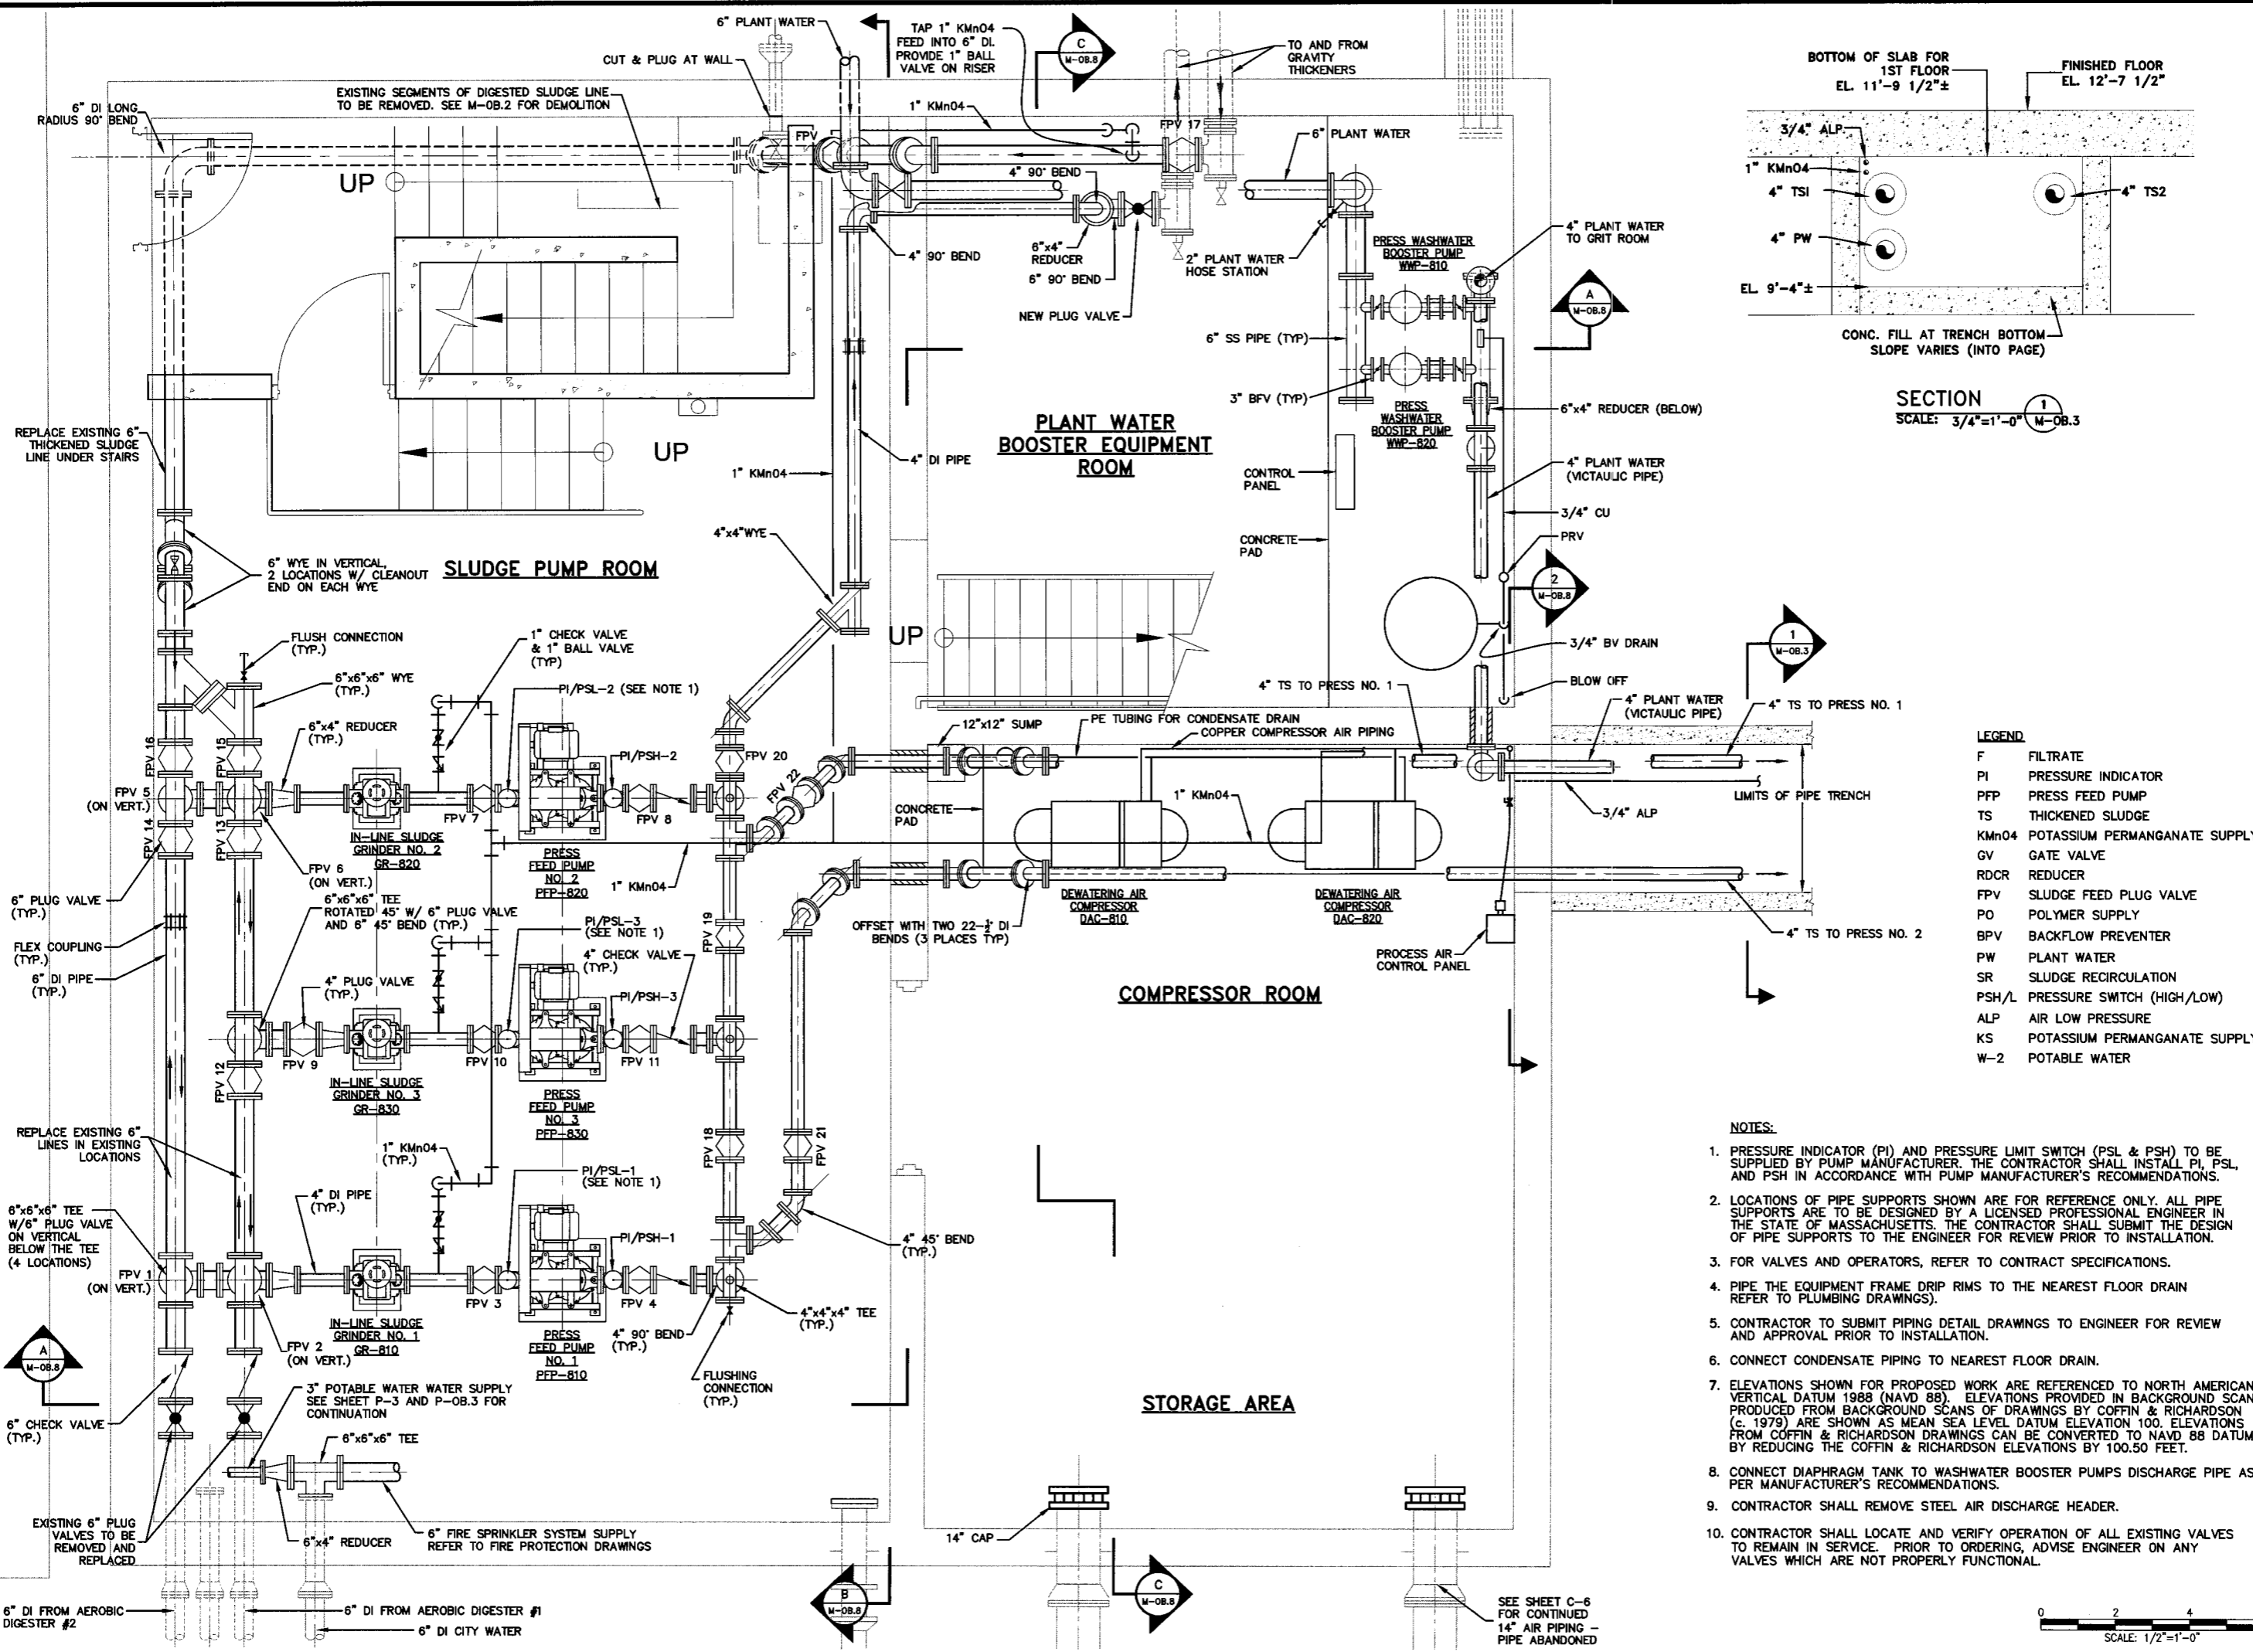 6" PLANT WATER
TAP 1" KMnO4
FEED INTO 6" DI.
PROVIDE 1" BALL
VALVE ON RISER
C
M-0B.8
TO AND FROM
GRAVITY
THICKENERS
CUT & PLUG AT WALL
EXISTING SEGMENTS OF DIGESTED SLUDGE LINE
TO BE REMOVED. SEE M-0B.2 FOR DEMOLITION
6" DI LONG
RADIUS 90° BEND
1" KMnO4
FPV
FPV 17
6" PLANT WATER
UP
4" 90° BEND
4" 90° BEND
6"x4"
REDUCER
6" 90° BEND
2" PLANT WATER
HOSE STATION
NEW PLUG VALVE
PRESS WASHWATER
BOOSTER PUMP
WWP-810
4" PLANT WATER
TO GRIT ROOM
A
M-0B.8
6" SS PIPE (TYP)
3" BFV (TYP)
PRESS
WASHWATER
BOOSTER PUMP
WWP-820
6"x4" REDUCER (BELOW)
BOTTOM OF SLAB FOR
1ST FLOOR
EL. 11'-9 1/2"±
FINISHED FLOOR
EL. 12'-7 1/2"
3/4" ALP
1" KMnO4
4" TS1
4" TS2
4" PW
EL. 9'-4"±
CONC. FILL AT TRENCH BOTTOM
SLOPE VARIES (INTO PAGE)
SECTION
SCALE: 3/4"=1'-0"
1
M-0B.3
REPLACE EXISTING 6"
THICKENED SLUDGE
LINE UNDER STAIRS
UP
PLANT WATER
BOOSTER EQUIPMENT
ROOM
1" KMnO4
4" DI PIPE
CONTROL
PANEL
4" PLANT WATER
(VICTAULIC PIPE)
3/4" CU
PRV
4"x4"WYE
CONCRETE
PAD
6" WYE IN VERTICAL,
2 LOCATIONS W/ CLEANOUT
END ON EACH WYE
SLUDGE PUMP ROOM
2
M-0B.8
FLUSH CONNECTION
(TYP.)
1" CHECK VALVE
& 1" BALL VALVE
(TYP)
UP
3/4" BV DRAIN
1
M-0B.3
6"x6"x6" WYE
(TYP.)
PI/PSL-2 (SEE NOTE 1)
4" TS TO PRESS NO. 1
BLOW OFF
4" PLANT WATER
(VICTAULIC PIPE)
4" TS TO PRESS NO. 1
6"x4" REDUCER
(TYP.)
12"x12" SUMP
PE TUBING FOR CONDENSATE DRAIN
COPPER COMPRESSOR AIR PIPING
FPV 16
FPV 15
PI/PSH-2
FPV 20
FPV 22
FPV 5
(ON VERT.)
FPV 14
FPV 13
FPV 7
FPV 8
CONCRETE
PAD
1" KMnO4
LIMITS OF PIPE TRENCH
3/4" ALP
IN-LINE SLUDGE
GRINDER NO. 2
GR-820
PRESS
FEED PUMP
NO. 2
PFP-820
FPV 6
(ON VERT.)
1" KMnO4
6" PLUG VALVE
(TYP.)
6"x6"x6" TEE
ROTATED 45° W/ 6" PLUG VALVE
AND 6" 45° BEND (TYP.)
PI/PSL-3
(SEE NOTE 1)
FPV 19
DEWATERING AIR
COMPRESSOR
DAC-810
DEWATERING AIR
COMPRESSOR
DAC-820
OFFSET WITH TWO 22-½° DI
BENDS (3 PLACES TYP)
4" TS TO PRESS NO. 2
FLEX COUPLING
(TYP.)
4" CHECK VALVE
(TYP.)
PROCESS AIR
CONTROL PANEL
6" DI PIPE
(TYP.)
4" PLUG VALVE
(TYP.)
PI/PSH-3
COMPRESSOR ROOM
FPV 9
FPV 10
FPV 11
FPV 12
IN-LINE SLUDGE
GRINDER NO. 3
GR-830
PRESS
FEED PUMP
NO. 3
PFP-830
LEGEND
F FILTRATE
PI PRESSURE INDICATOR
PFP PRESS FEED PUMP
TS THICKENED SLUDGE
KMnO4 POTASSIUM PERMANGANATE SUPPLY
GV GATE VALVE
RDCR REDUCER
FPV SLUDGE FEED PLUG VALVE
PO POLYMER SUPPLY
BPV BACKFLOW PREVENTER
PW PLANT WATER
SR SLUDGE RECIRCULATION
PSH/L PRESSURE SWITCH (HIGH/LOW)
ALP AIR LOW PRESSURE
KS POTASSIUM PERMANGANATE SUPPLY
W-2 POTABLE WATER
REPLACE EXISTING 6"
LINES IN EXISTING
LOCATIONS
1" KMnO4
(TYP.)
FPV 18
FPV 21
PI/PSL-1
(SEE NOTE 1)
4" DI PIPE
(TYP.)
6"x6"x6" TEE
W/6" PLUG VALVE
ON VERTICAL
BELOW THE TEE
(4 LOCATIONS)
PI/PSH-1
4" 45° BEND
(TYP.)
FPV 1
(ON VERT.)
FPV 3
FPV 4
4"x4"x4" TEE
(TYP.)
IN-LINE SLUDGE
GRINDER NO. 1
GR-810
PRESS
FEED PUMP
NO. 1
PFP-810
4" 90° BEND
(TYP.)
FPV 2
(ON VERT.)
A
M-0B.8
FLUSHING
CONNECTION
(TYP.)
3" POTABLE WATER WATER SUPPLY
SEE SHEET P-3 AND P-0B.3 FOR
CONTINUATION
STORAGE AREA
6" CHECK VALVE
(TYP.)
6"x6"x6" TEE
EXISTING 6" PLUG
VALVES TO BE
REMOVED AND
REPLACED
6"x4" REDUCER
6" FIRE SPRINKLER SYSTEM SUPPLY
REFER TO FIRE PROTECTION DRAWINGS
14" CAP
B
M-0B.8
C
M-0B.8
6" DI FROM AEROBIC
DIGESTER #2
6" DI FROM AEROBIC DIGESTER #1
6" DI CITY WATER
SEE SHEET C-6
FOR CONTINUED
14" AIR PIPING –
PIPE ABANDONED
NOTES:
1. PRESSURE INDICATOR (PI) AND PRESSURE LIMIT SWITCH (PSL & PSH) TO BE
SUPPLIED BY PUMP MANUFACTURER. THE CONTRACTOR SHALL INSTALL PI, PSL,
AND PSH IN ACCORDANCE WITH PUMP MANUFACTURER'S RECOMMENDATIONS.
2. LOCATIONS OF PIPE SUPPORTS SHOWN ARE FOR REFERENCE ONLY. ALL PIPE
SUPPORTS ARE TO BE DESIGNED BY A LICENSED PROFESSIONAL ENGINEER IN
THE STATE OF MASSACHUSETTS. THE CONTRACTOR SHALL SUBMIT THE DESIGN
OF PIPE SUPPORTS TO THE ENGINEER FOR REVIEW PRIOR TO INSTALLATION.
3. FOR VALVES AND OPERATORS, REFER TO CONTRACT SPECIFICATIONS.
4. PIPE THE EQUIPMENT FRAME DRIP RIMS TO THE NEAREST FLOOR DRAIN
REFER TO PLUMBING DRAWINGS).
5. CONTRACTOR TO SUBMIT PIPING DETAIL DRAWINGS TO ENGINEER FOR REVIEW
AND APPROVAL PRIOR TO INSTALLATION.
6. CONNECT CONDENSATE PIPING TO NEAREST FLOOR DRAIN.
7. ELEVATIONS SHOWN FOR PROPOSED WORK ARE REFERENCED TO NORTH AMERICAN
VERTICAL DATUM 1988 (NAVD 88). ELEVATIONS PROVIDED IN BACKGROUND SCAN
PRODUCED FROM BACKGROUND SCANS OF DRAWINGS BY COFFIN & RICHARDSON
(c. 1979) ARE SHOWN AS MEAN SEA LEVEL DATUM ELEVATION 100. ELEVATIONS
FROM COFFIN & RICHARDSON DRAWINGS CAN BE CONVERTED TO NAVD 88 DATUM
BY REDUCING THE COFFIN & RICHARDSON ELEVATIONS BY 100.50 FEET.
8. CONNECT DIAPHRAGM TANK TO WASHWATER BOOSTER PUMPS DISCHARGE PIPE AS
PER MANUFACTURER'S RECOMMENDATIONS.
9. CONTRACTOR SHALL REMOVE STEEL AIR DISCHARGE HEADER.
10. CONTRACTOR SHALL LOCATE AND VERIFY OPERATION OF ALL EXISTING VALVES
TO REMAIN IN SERVICE. PRIOR TO ORDERING, ADVISE ENGINEER ON ANY
VALVES WHICH ARE NOT PROPERLY FUNCTIONAL.
0 2 4
SCALE: 1/2"=1'-0"